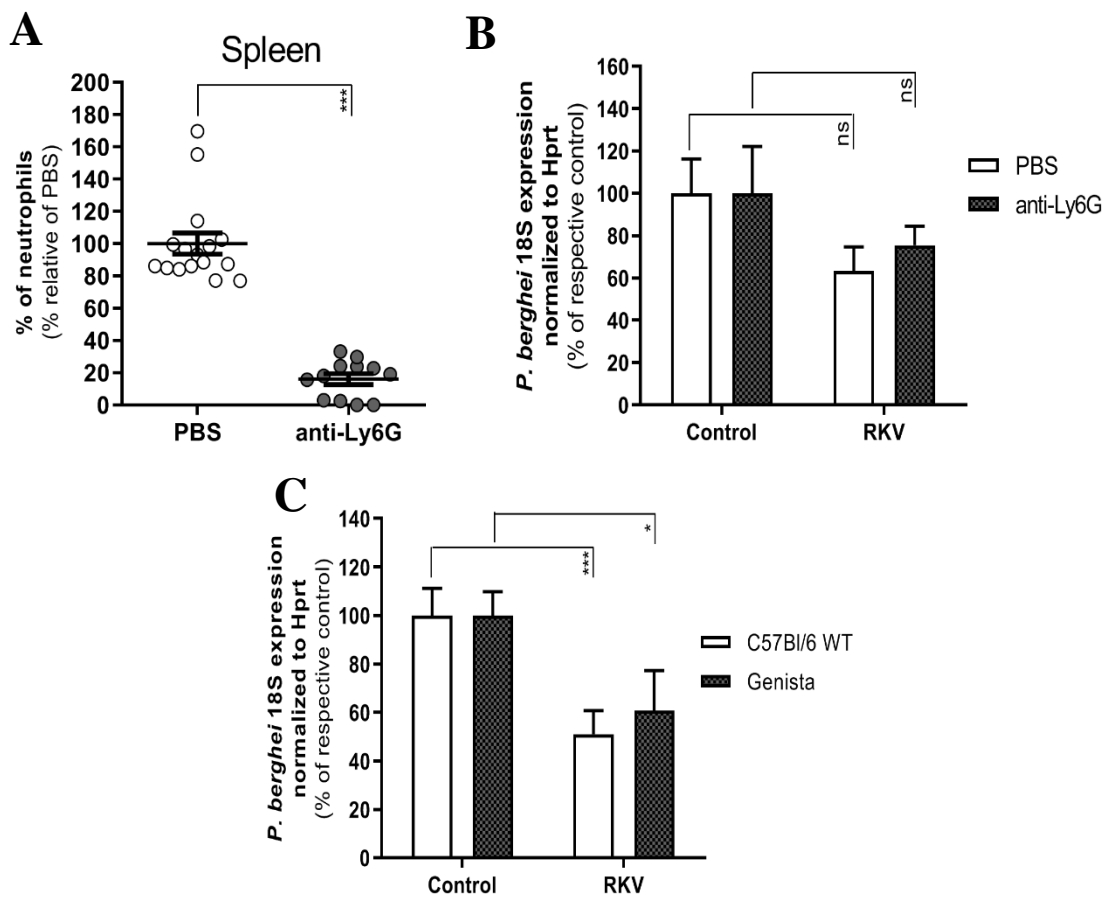 A
Spleen
% of neutrophils
(% relative of PBS)
200
180
160
140
120
100
80
60
40
20
0
***
PBS
anti-Ly6G
B
P. berghei 18S expression
normalized to Hprt
(% of respective control)
160
140
120
100
80
60
40
20
0
ns
ns
Control
RKV
PBS
anti-Ly6G
C
P. berghei 18S expression
normalized to Hprt
(% of respective control)
140
120
100
80
60
40
20
0
***
*
Control
RKV
C57Bl/6 WT
Genista